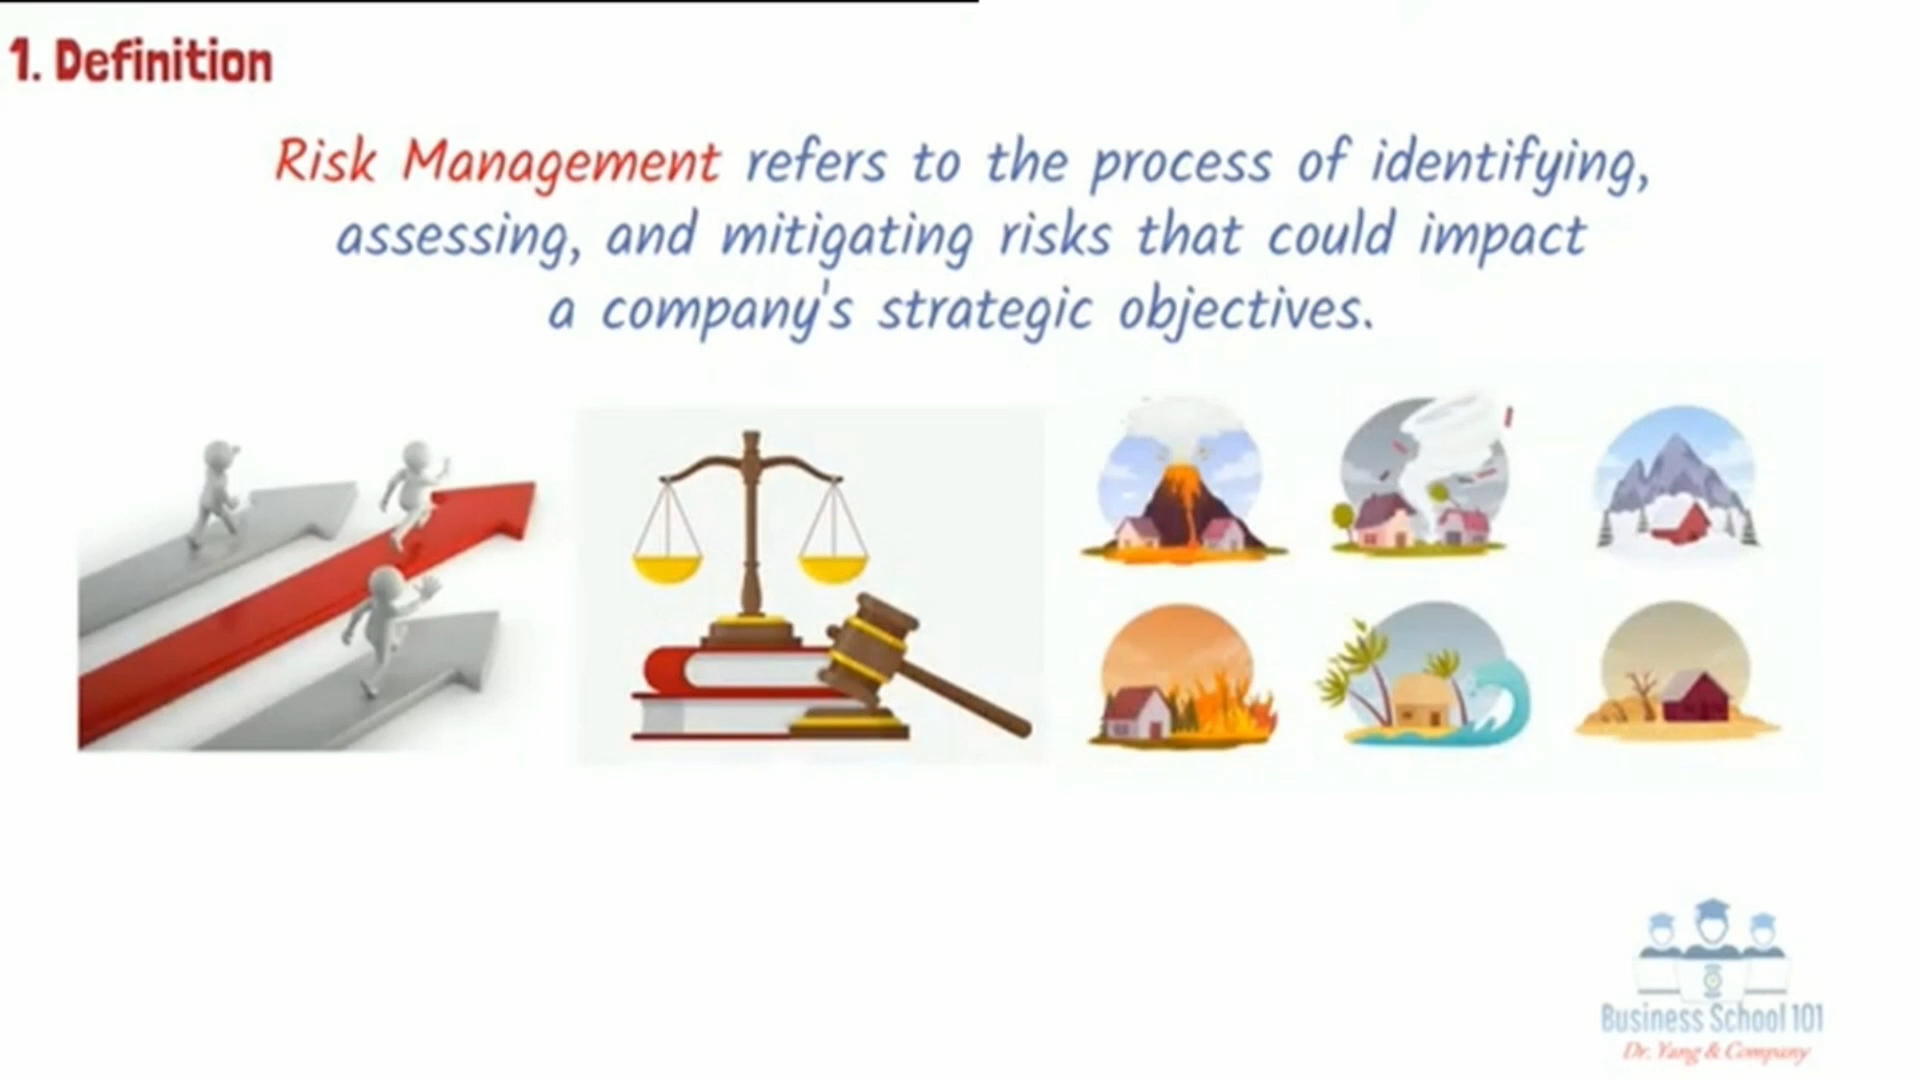 1. Definition
Risk Management refers to the process of identifying,
assessing, and mitigating risks that could impact
a company's strategic objectives.
Business School 101
Dr. Yang & Company